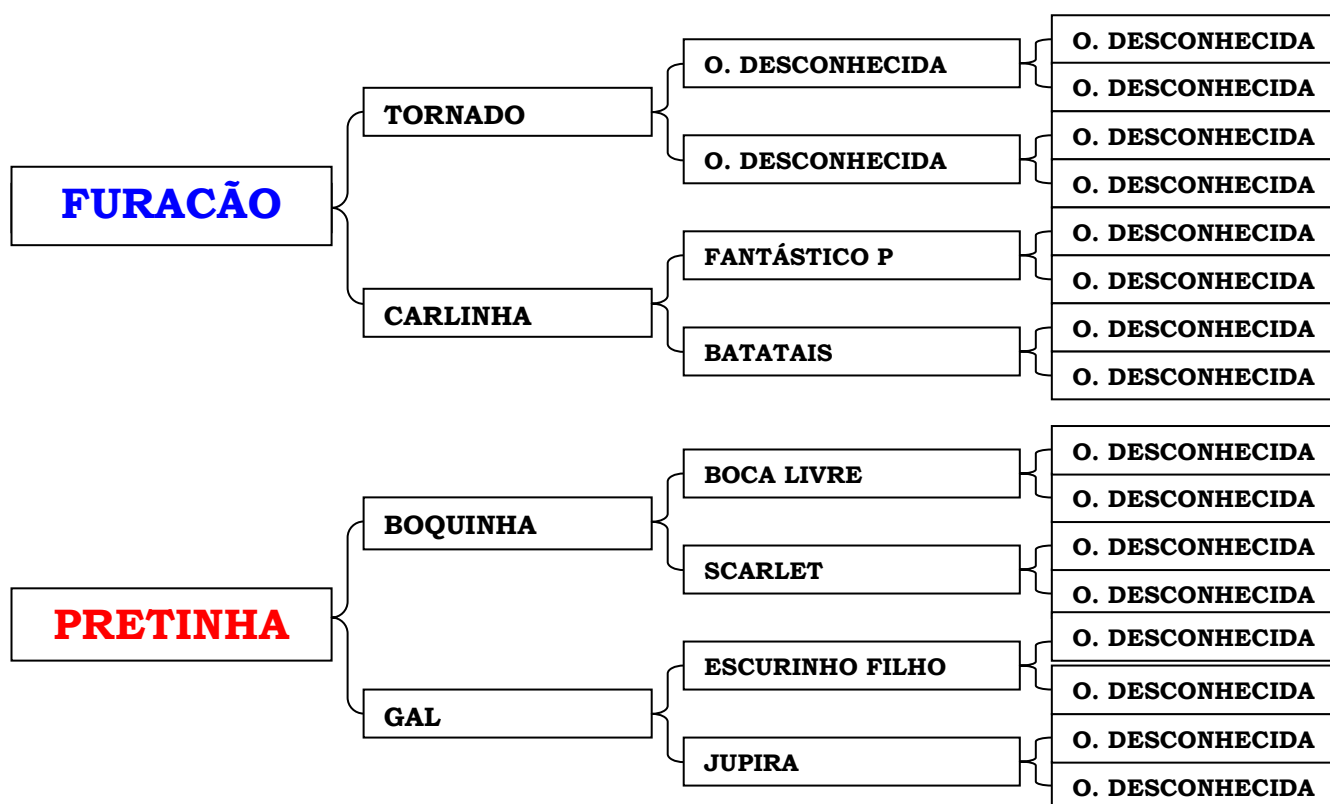 O. DESCONHECIDA
O. DESCONHECIDA
O. DESCONHECIDA
TORNADO
O. DESCONHECIDA
O. DESCONHECIDA
O. DESCONHECIDA
FURACÃO
O. DESCONHECIDA
FANTÁSTICO P
O. DESCONHECIDA
CARLINHA
O. DESCONHECIDA
BATATAIS
O. DESCONHECIDA
O. DESCONHECIDA
BOCA LIVRE
O. DESCONHECIDA
BOQUINHA
O. DESCONHECIDA
SCARLET
O. DESCONHECIDA
PRETINHA
O. DESCONHECIDA
ESCURINHO FILHO
O. DESCONHECIDA
GAL
O. DESCONHECIDA
JUPIRA
O. DESCONHECIDA